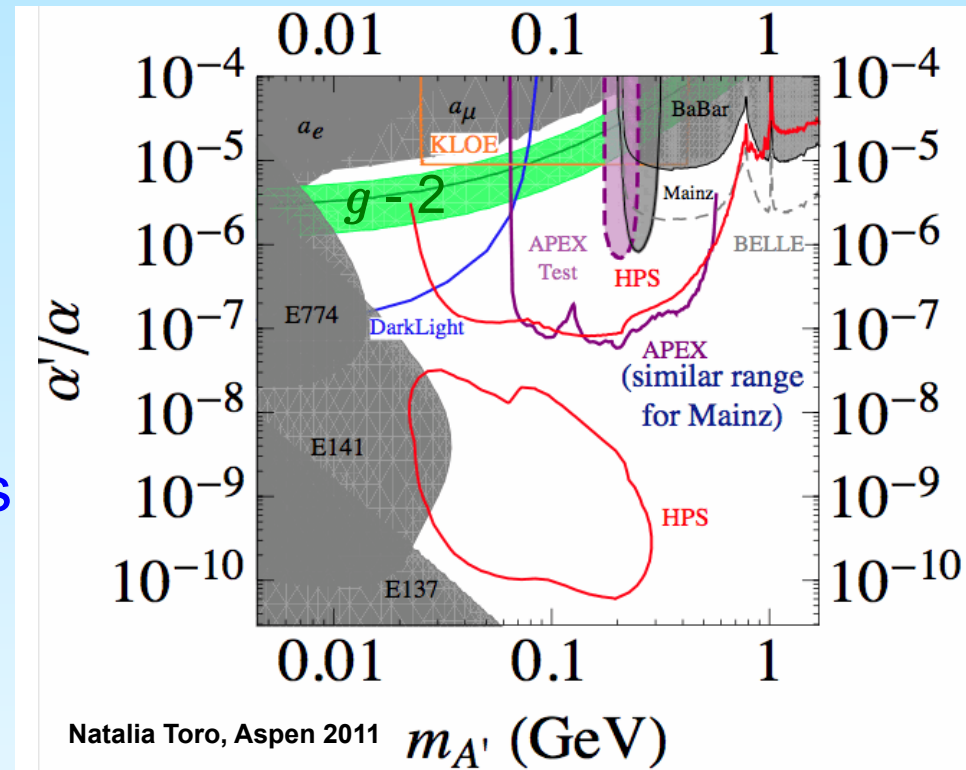 0.01 0.1 1
10⁻⁴ 10⁻⁴
a_e a_μ BaBar
KLOE
10⁻⁵ 10⁻⁵
g - 2 Mainz
10⁻⁶ APEX BELLE 10⁻⁶
Test HPS
E774 DarkLight
10⁻⁷ 10⁻⁷
α'/α
APEX
(similar range
for Mainz)
10⁻⁸ 10⁻⁸
E141
s
10⁻⁹ HPS 10⁻⁹
10⁻¹⁰ E137 10⁻¹⁰
0.01 0.1 1
Natalia Toro, Aspen 2011 m_A' (GeV)